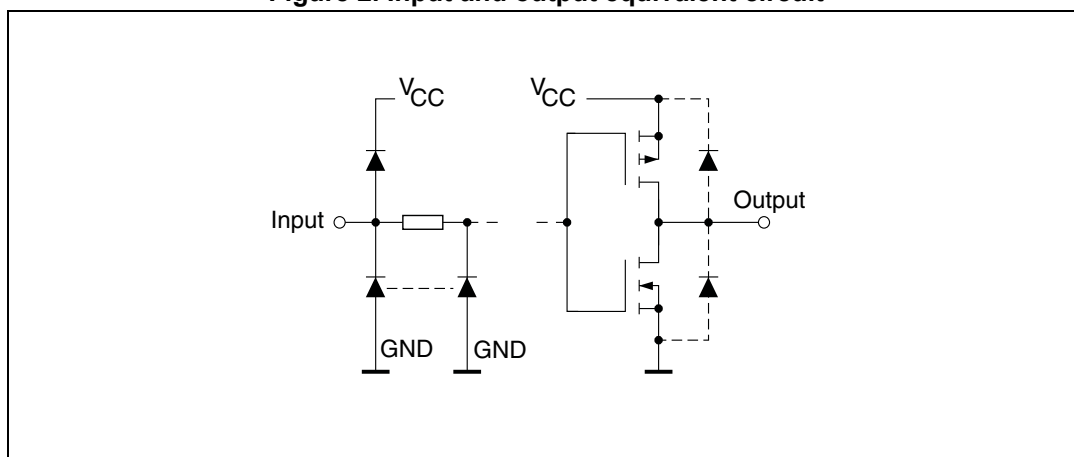 Figure 2. Input and output equivalent circuit
VCC
VCC
Input
Output
GND
GND